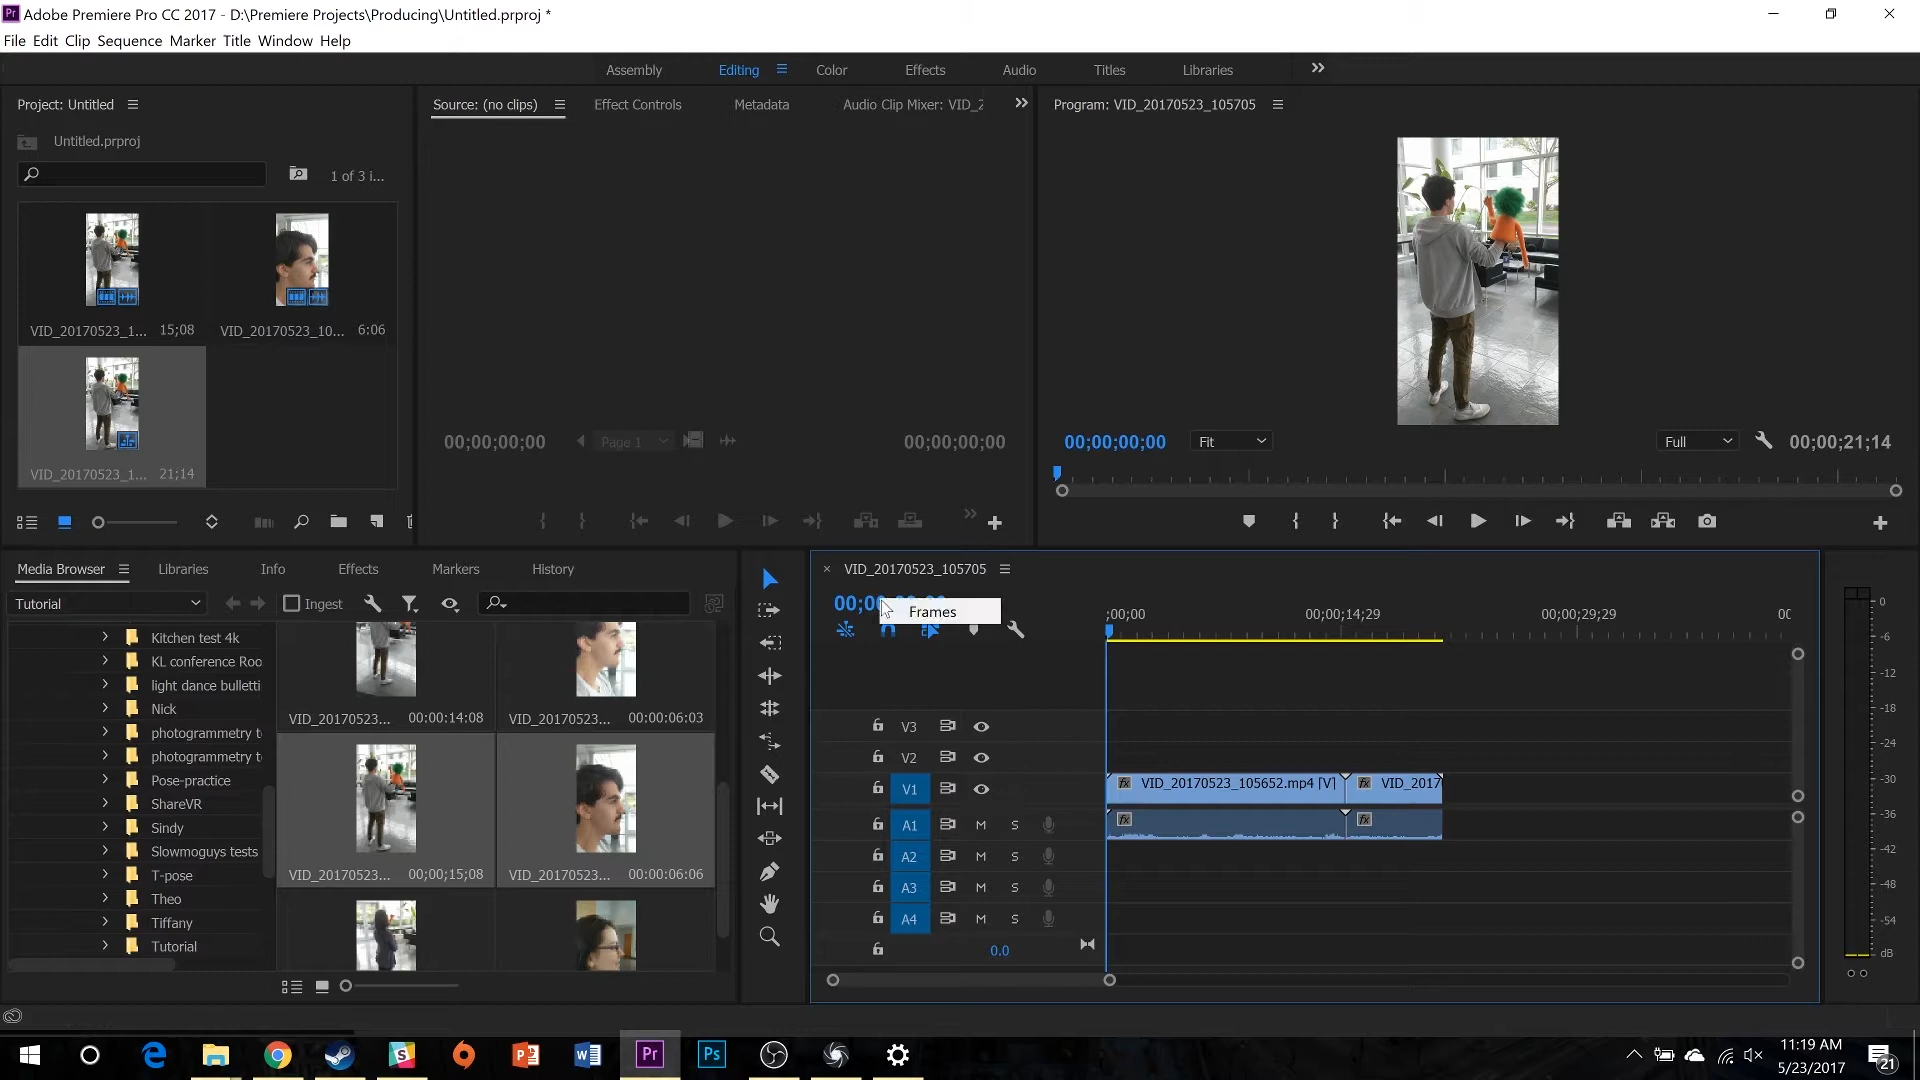 Adobe Premiere Pro CC 2017 - D:\Premiere Projects\Producing\Untitled.prproj *
File Edit Clip Sequence Marker Title Window Help
Assembly Editing Color Effects Audio Titles Libraries
Project: Untitled
Untitled.prproj
1 of 3 i...
VID_20170523_1... 15;08
VID_20170523_10... 6:06
VID_20170523_1... 21;14
Source: (no clips) Effect Controls Metadata Audio Clip Mixer: VID_2
00;00;00;00 Page 1 00;00;00;00
Program: VID_20170523_105705
00;00;00;00 Fit Full 00;00;21;14
Media Browser Libraries Info Effects Markers History
Tutorial Ingest
Kitchen test 4k
KL conference Roo
light dance bulletti
Nick
photogrammetry t
photogrammetry t
Pose-practice
ShareVR
Sindy
Slowmoguys tests
T-pose
Theo
Tiffany
Tutorial
VID_20170523... 00:00:14:08
VID_20170523... 00:00:06:03
VID_20170523... 00;00;15;08
VID_20170523... 00:00:06:06
VID_20170523_105705
Frames
;00;00 00;00;14;29 00;00;29;29 00
V3
V2
V1 fx VID_20170523_105652.mp4 [V] fx VID_2017
A1 M S fx fx
A2 M S
A3 M S
A4 M S
0.0
0
-6
-12
-18
-24
-30
-36
-42
-48
-54
dB
Pr Ps
11:19 AM
5/23/2017
21